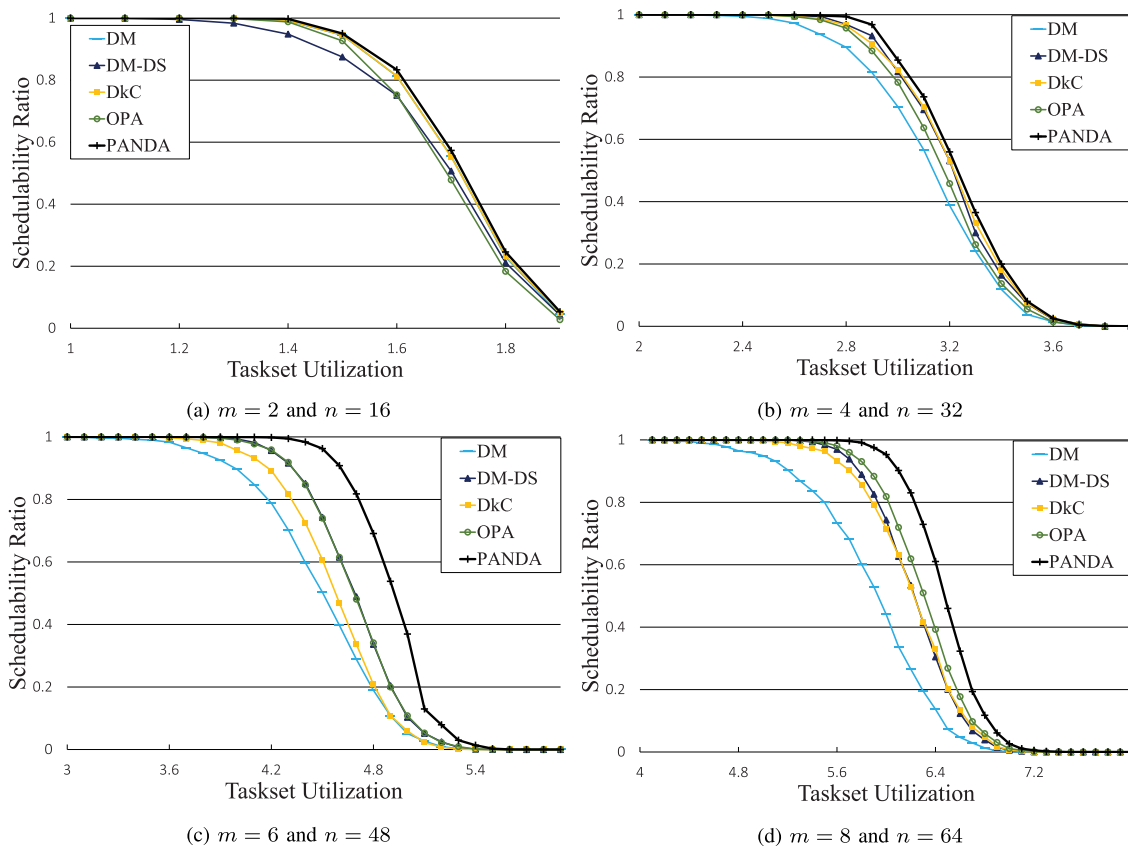 1
0.8
0.6
0.4
0.2
0
Schedulability Ratio
DM
DM-DS
DkC
OPA
PANDA
1 1.2 1.4 1.6 1.8
Taskset Utilization
(a) m = 2 and n = 16
1
0.8
0.6
0.4
0.2
0
Schedulability Ratio
DM
DM-DS
DkC
OPA
PANDA
2 2.4 2.8 3.2 3.6
Taskset Utilization
(b) m = 4 and n = 32
1
0.8
0.6
0.4
0.2
0
Schedulability Ratio
DM
DM-DS
DkC
OPA
PANDA
3 3.6 4.2 4.8 5.4
Taskset Utilization
(c) m = 6 and n = 48
1
0.8
0.6
0.4
0.2
0
Schedulability Ratio
DM
DM-DS
DkC
OPA
PANDA
4 4.8 5.6 6.4 7.2
Taskset Utilization
(d) m = 8 and n = 64